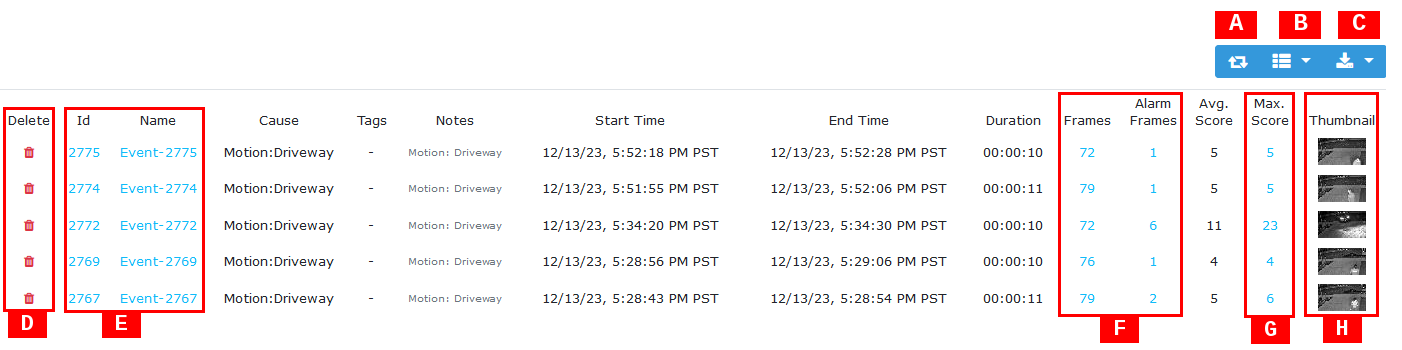 A B C
Alarm Avg. Max.
Delete Id Name Cause Tags Notes Start Time End Time Duration Frames Frames Score Score Thumbnail
2775 Event-2775 Motion:Driveway - Motion: Driveway 12/13/23, 5:52:18 PM PST 12/13/23, 5:52:28 PM PST 00:00:10 72 1 5 5
2774 Event-2774 Motion:Driveway - Motion: Driveway 12/13/23, 5:51:55 PM PST 12/13/23, 5:52:06 PM PST 00:00:11 79 1 5 5
2772 Event-2772 Motion:Driveway - Motion: Driveway 12/13/23, 5:34:20 PM PST 12/13/23, 5:34:30 PM PST 00:00:10 72 6 11 23
2769 Event-2769 Motion:Driveway - Motion: Driveway 12/13/23, 5:28:56 PM PST 12/13/23, 5:29:06 PM PST 00:00:10 76 1 4 4
2767 Event-2767 Motion:Driveway - Motion: Driveway 12/13/23, 5:28:43 PM PST 12/13/23, 5:28:54 PM PST 00:00:11 79 2 5 6
D E F G H